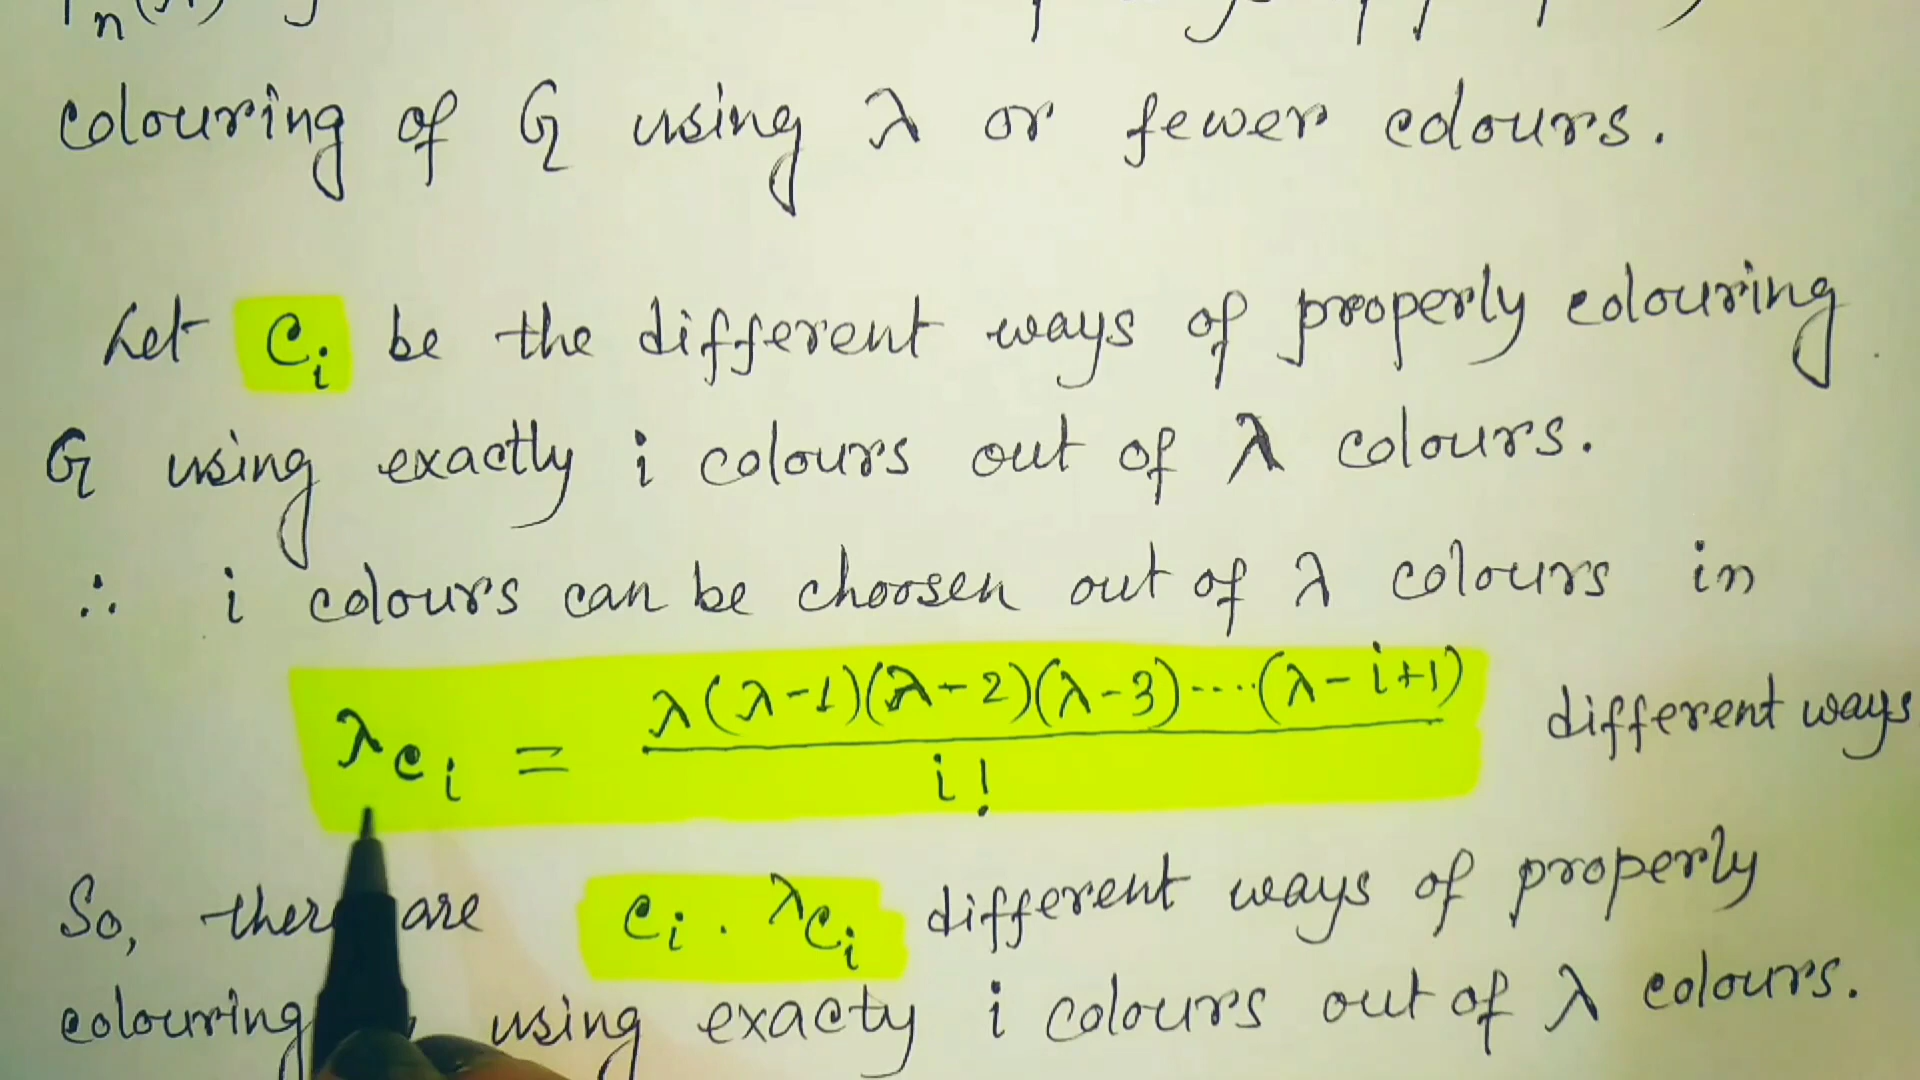 colouring of G using λ or fewer colours.
Let Cᵢ be the different ways of properly colouring
G using exactly i colours out of λ colours.
∴ i colours can be choosen out of λ colours in
λcᵢ = λ(λ-1)(λ-2)(λ-3)----(λ-i+1) / i! different ways
So, there are Cᵢ . λCᵢ different ways of properly
colouring using exacty i colours out of λ colours.